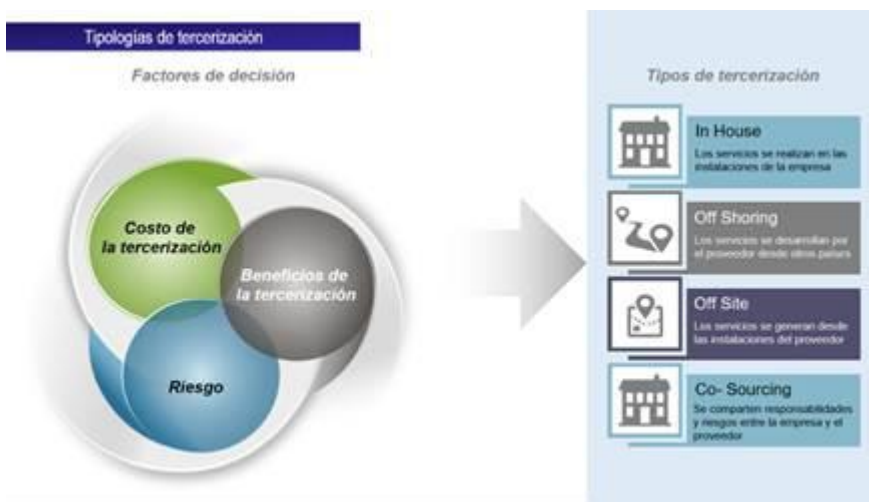 Tipologías de tercerización
Factores de decisión
Costo de
la tercerización
Beneficios de
la tercerización
Riesgo
Tipos de tercerización
In House
Los servicios se realizan en las
instalaciones de la empresa
Off Shoring
Los servicios se desarrollan por
el proveedor desde otros países
Off Site
Los servicios se generan desde
las instalaciones del proveedor
Co- Sourcing
Se comparten responsabilidades
y riesgos entre la empresa y el
proveedor